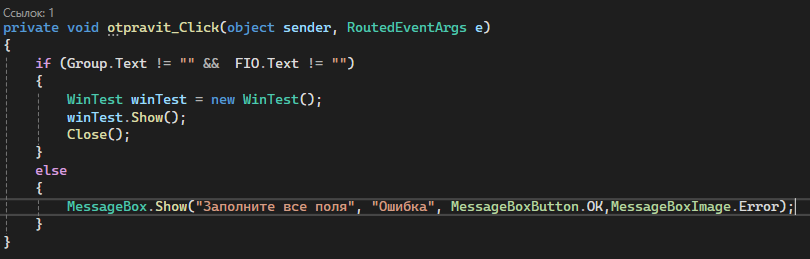 Ссылок: 1
private void otpravit_Click(object sender, RoutedEventArgs e)
{
if (Group.Text != "" && FIO.Text != "")
{
WinTest winTest = new WinTest();
winTest.Show();
Close();
}
else
{
MessageBox.Show("Заполните все поля", "Ошибка", MessageBoxButton.OK,MessageBoxImage.Error);
}
}